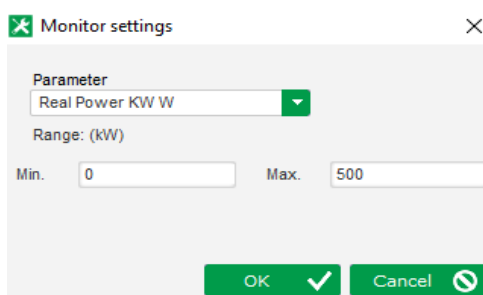 Monitor settings
Parameter
Real Power KW W
Range: (kW)
Min. 0 Max. 500
OK Cancel